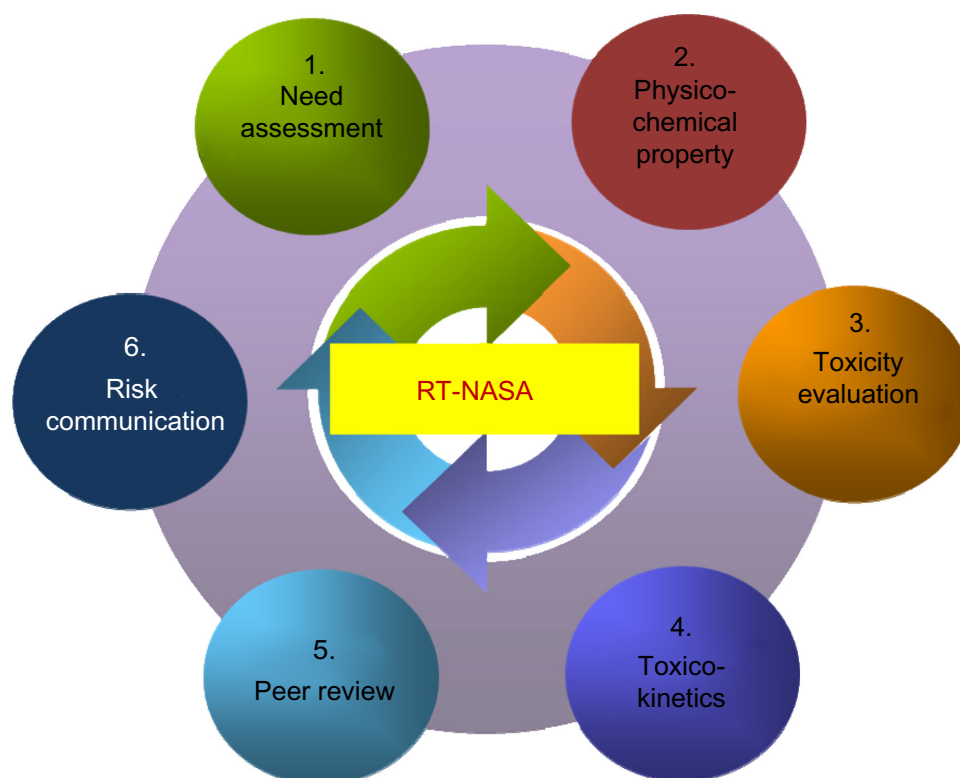 1.
Need
assessment
2.
Physico-
chemical
property
3.
Toxicity
evaluation
4.
Toxico-
kinetics
5.
Peer review
6.
Risk
communication
RT-NASA